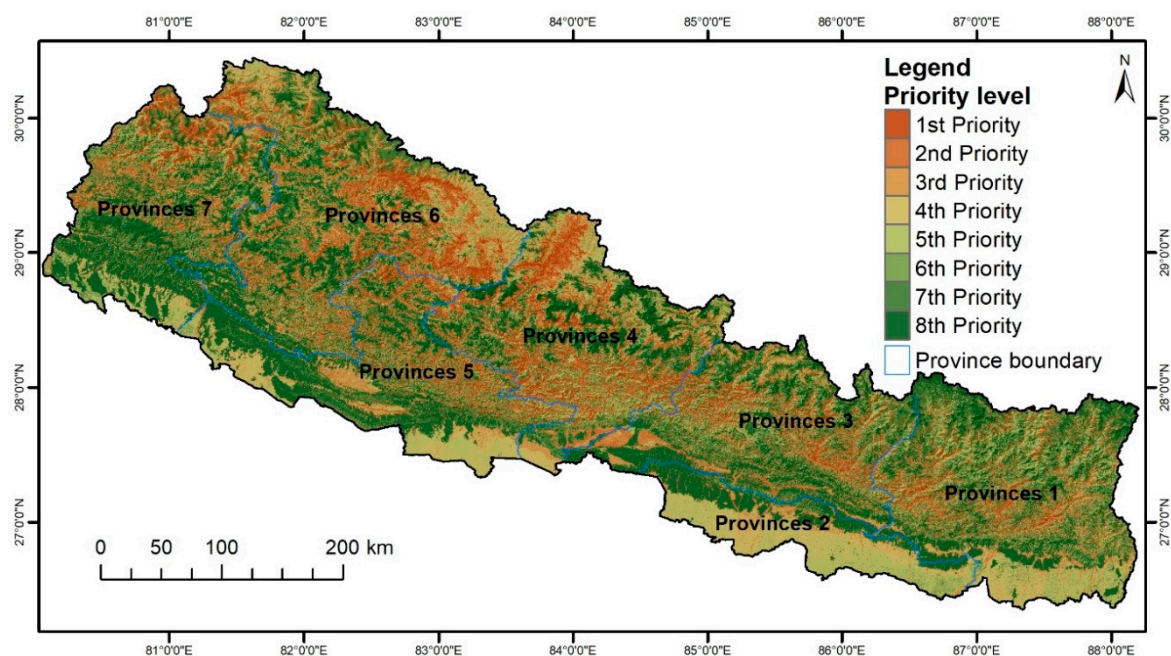 81°0'0"E 82°0'0"E 83°0'0"E 84°0'0"E 85°0'0"E 86°0'0"E 87°0'0"E 88°0'0"E
N
Legend
Priority level
1st Priority
2nd Priority
3rd Priority
4th Priority
5th Priority
6th Priority
7th Priority
8th Priority
Province boundary
30°0'0"N 30°0'0"N
Provinces 7 Provinces 6
29°0'0"N 29°0'0"N
Provinces 4
Provinces 5
28°0'0"N 28°0'0"N
Provinces 3
Provinces 1
27°0'0"N 27°0'0"N
Provinces 2
0 50 100 200 km
81°0'0"E 82°0'0"E 83°0'0"E 84°0'0"E 85°0'0"E 86°0'0"E 87°0'0"E 88°0'0"E